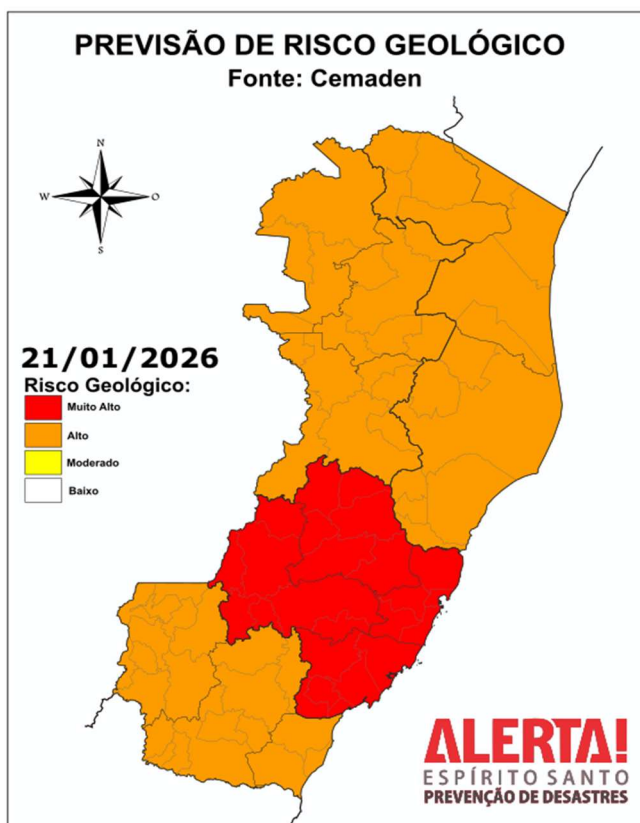 PREVISÃO DE RISCO GEOLÓGICO
Fonte: Cemaden
N
W
O
S
21/01/2026
Risco Geológico:
Muito Alto
Alto
Moderado
Baixo
ALERTA!
ESPÍRITO SANTO
PREVENÇÃO DE DESASTRES